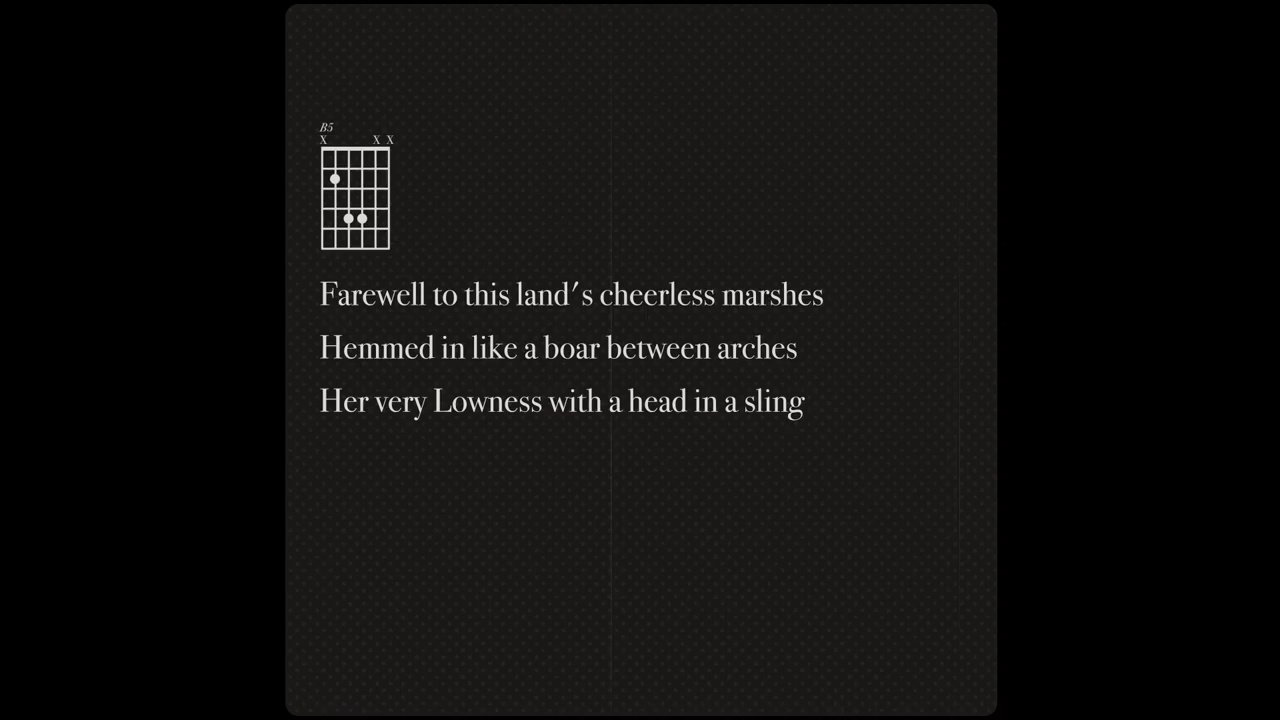 B5
X X X
Farewell to this land's cheerless marshes
Hemmed in like a boar between arches
Her very Lowness with a head in a sling